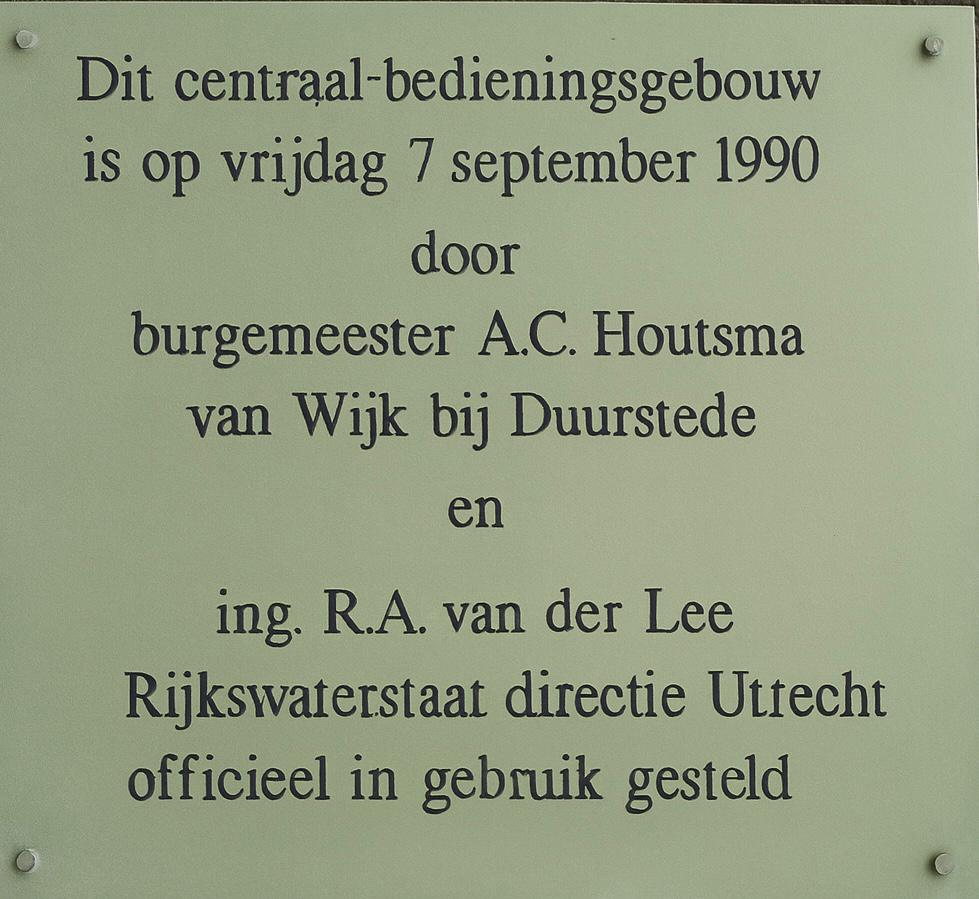 Dit centraal-bedieningsgebouw
is op vrijdag 7 september 1990
door
burgemeester A.C. Houtsma
van Wijk bij Duurstede
en
ing. R.A. van der Lee
Rijkswaterstaat directie Utrecht
officieel in gebruik gesteld